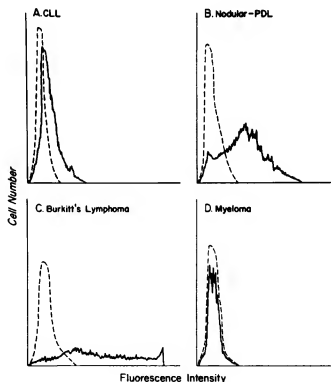 A. CLL
B. Nodular-PDL
C. Burkitt's Lymphoma
D. Myeloma
Cell Number
Fluorescence Intensity